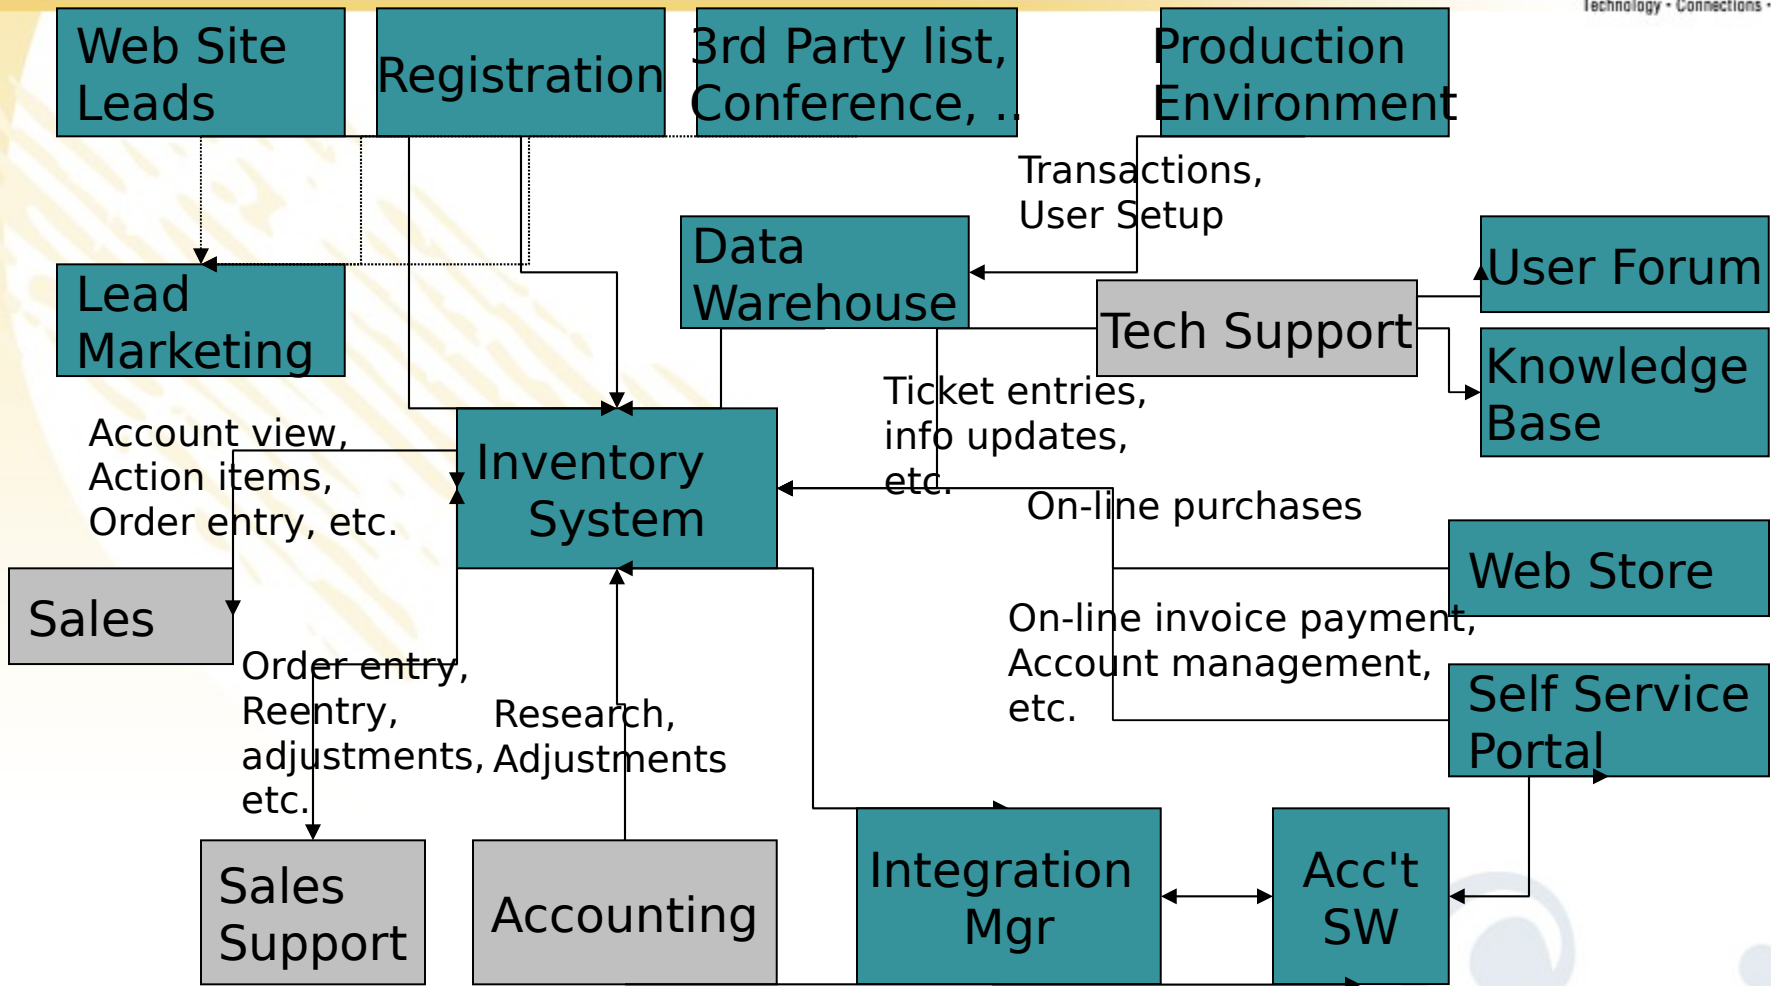 Technology - Connections -
Web Site
Leads
Registration
3rd Party list,
Conference, ..
Production
Environment
Transactions,
User Setup
Data
Warehouse
User Forum
Lead
Marketing
Tech Support
Knowledge
Base
Ticket entries,
info updates,
etc.
Account view,
Action items,
Order entry, etc.
Inventory
System
On-line purchases
Web Store
Sales
On-line invoice payment,
Account management,
etc.
Order entry,
Reentry,
adjustments,
etc.
Research,
Adjustments
Self Service
Portal
Sales
Support
Accounting
Integration
Mgr
Acc't
SW